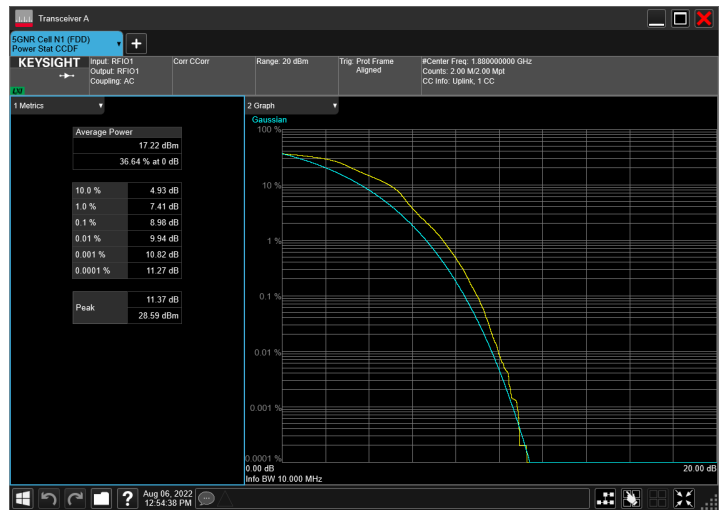 Transceiver A
5GNR Cell N1 (FDD)
Power Stat CCDF
KEYSIGHT
LXI
Input: RFIO1
Output: RFIO1
Coupling: AC
Corr CCorr
Range: 20 dBm
Trig: Prot Frame
Aligned
#Center Freq: 1.880000000 GHz
Counts: 2.00 M/2.00 Mpt
CC Info: Uplink, 1 CC
1 Metrics
Average Power
17.22 dBm
36.64 % at 0 dB
10.0 % 4.93 dB
1.0 % 7.41 dB
0.1 % 8.98 dB
0.01 % 9.94 dB
0.001 % 10.82 dB
0.0001 % 11.27 dB
Peak
11.37 dB
28.59 dBm
2 Graph
Gaussian
100 %
10 %
1 %
0.1 %
0.01 %
0.001 %
0.0001 %
0.00 dB
20.00 dB
Info BW 10.000 MHz
?
Aug 06, 2022
12:54:38 PM